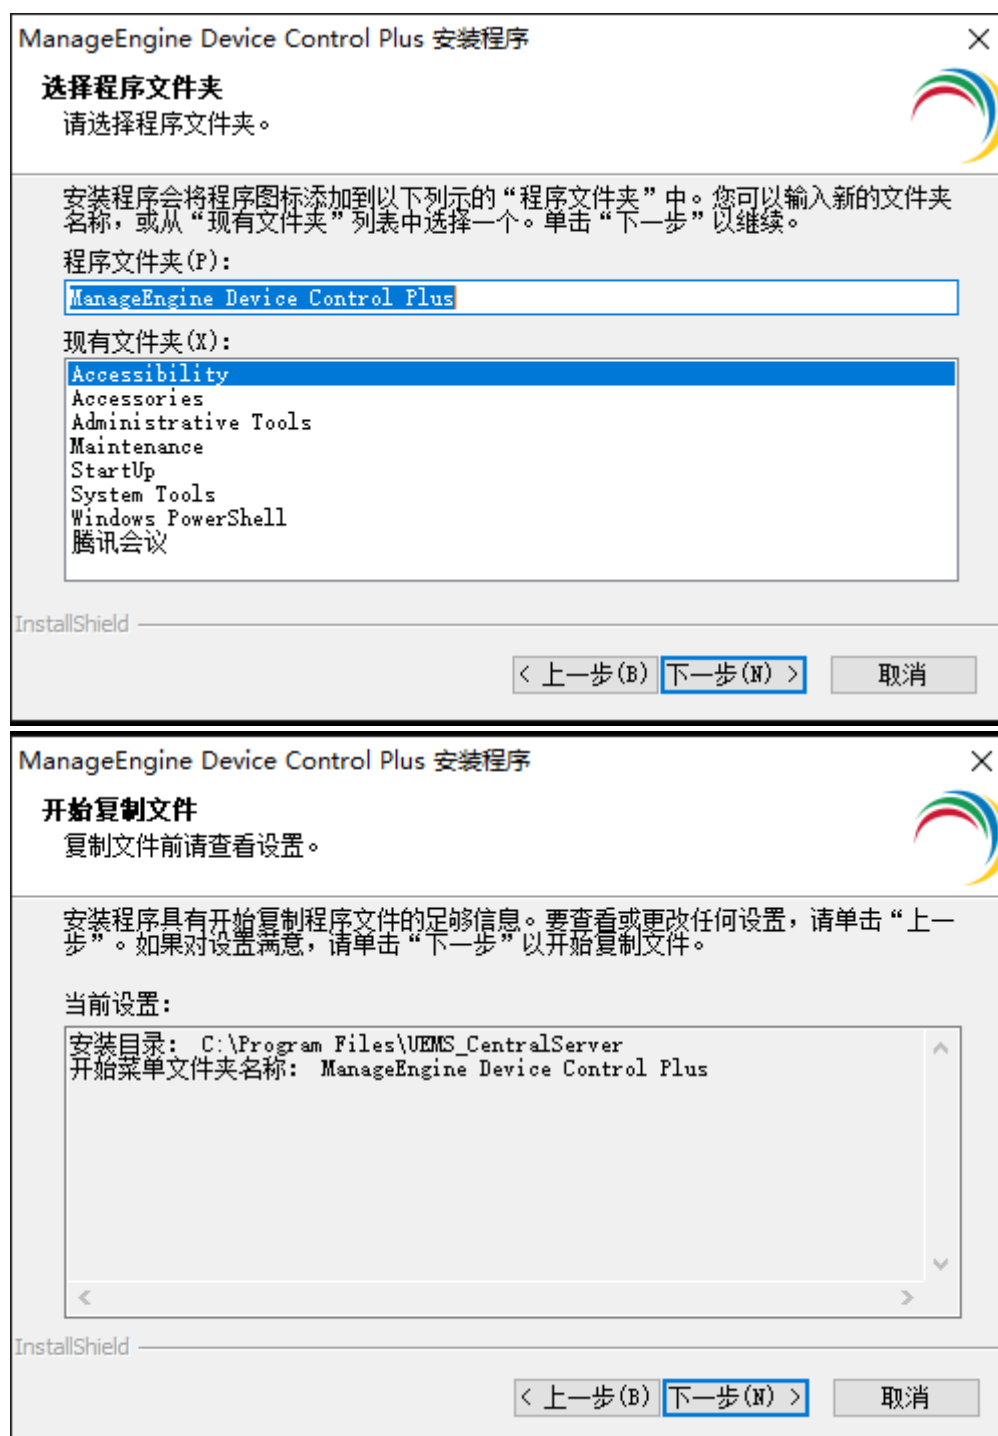 ManageEngine Device Control Plus 安装程序
选择程序文件夹
请选择程序文件夹。
安装程序会将程序图标添加到以下列示的“程序文件夹”中。您可以输入新的文件夹
名称，或从“现有文件夹”列表中选择一个。单击“下一步”以继续。
程序文件夹(P)：
ManageEngine Device Control Plus
现有文件夹(X)：
Accessibility
Accessories
Administrative Tools
Maintenance
StartUp
System Tools
Windows PowerShell
腾讯会议
InstallShield
< 上一步(B) 下一步(N) > 取消
ManageEngine Device Control Plus 安装程序
开始复制文件
复制文件前请查看设置。
安装程序具有开始复制程序文件的足够信息。要查看或更改任何设置，请单击“上一
步”。如果对设置满意，请单击“下一步”以开始复制文件。
当前设置：
安装目录： C:\Program Files\UEMS_CentralServer
开始菜单文件夹名称： ManageEngine Device Control Plus
InstallShield
< 上一步(B) 下一步(N) > 取消